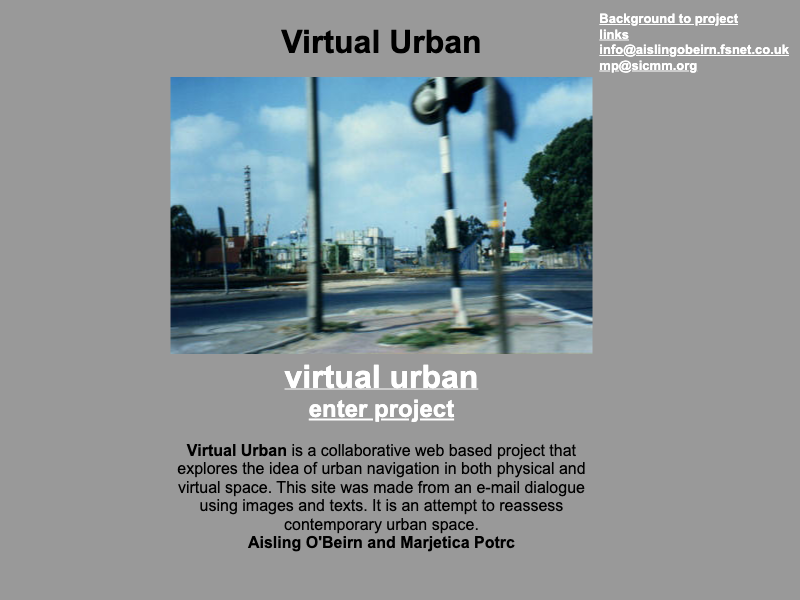 Virtual Urban
Background to project
links
info@aislingobeirn.fsnet.co.uk
mp@sicmm.org
virtual urban
enter project
Virtual Urban is a collaborative web based project that
explores the idea of urban navigation in both physical and
virtual space. This site was made from an e-mail dialogue
using images and texts. It is an attempt to reassess
contemporary urban space.
Aisling O'Beirn and Marjetica Potrc